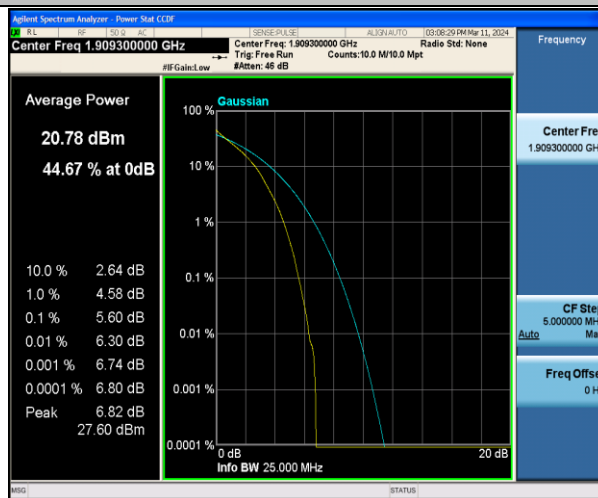 Agilent Spectrum Analyzer - Power Stat CCDF
RL RF 50 Ω AC SENSE:PULSE ALIGN AUTO 03:08:29 PM Mar 11, 2024
Center Freq 1.909300000 GHz
Center Freq: 1.909300000 GHz Radio Std: None
Trig: Free Run Counts:10.0 M/10.0 Mpt
#IFGain:Low #Atten: 46 dB
Frequency
Average Power
20.78 dBm
44.67 % at 0dB
10.0 % 2.64 dB
1.0 % 4.58 dB
0.1 % 5.60 dB
0.01 % 6.30 dB
0.001 % 6.74 dB
0.0001 % 6.80 dB
Peak 6.82 dB
27.60 dBm
Gaussian
100 %
10 %
1 %
0.1 %
0.01 %
0.001 %
0.0001 %
0 dB 20 dB
Info BW 25.000 MHz
Center Fre
1.909300000 GH
CF Ste
5.000000 MH
Auto Ma
Freq Offse
0 H
MSG STATUS